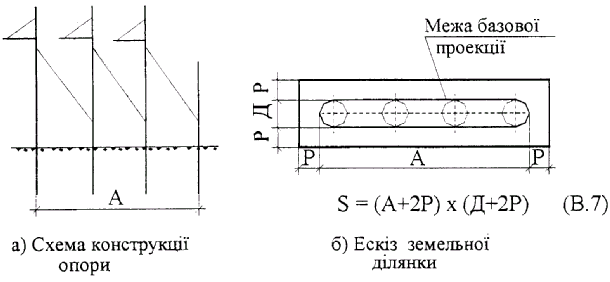 Межа базової
проекції
А
Р
Д
Р
Р
А
Р
S = (А+2Р) х (Д+2Р) (В.7)
а) Схема конструкції
опори
б) Ескіз земельної
ділянки